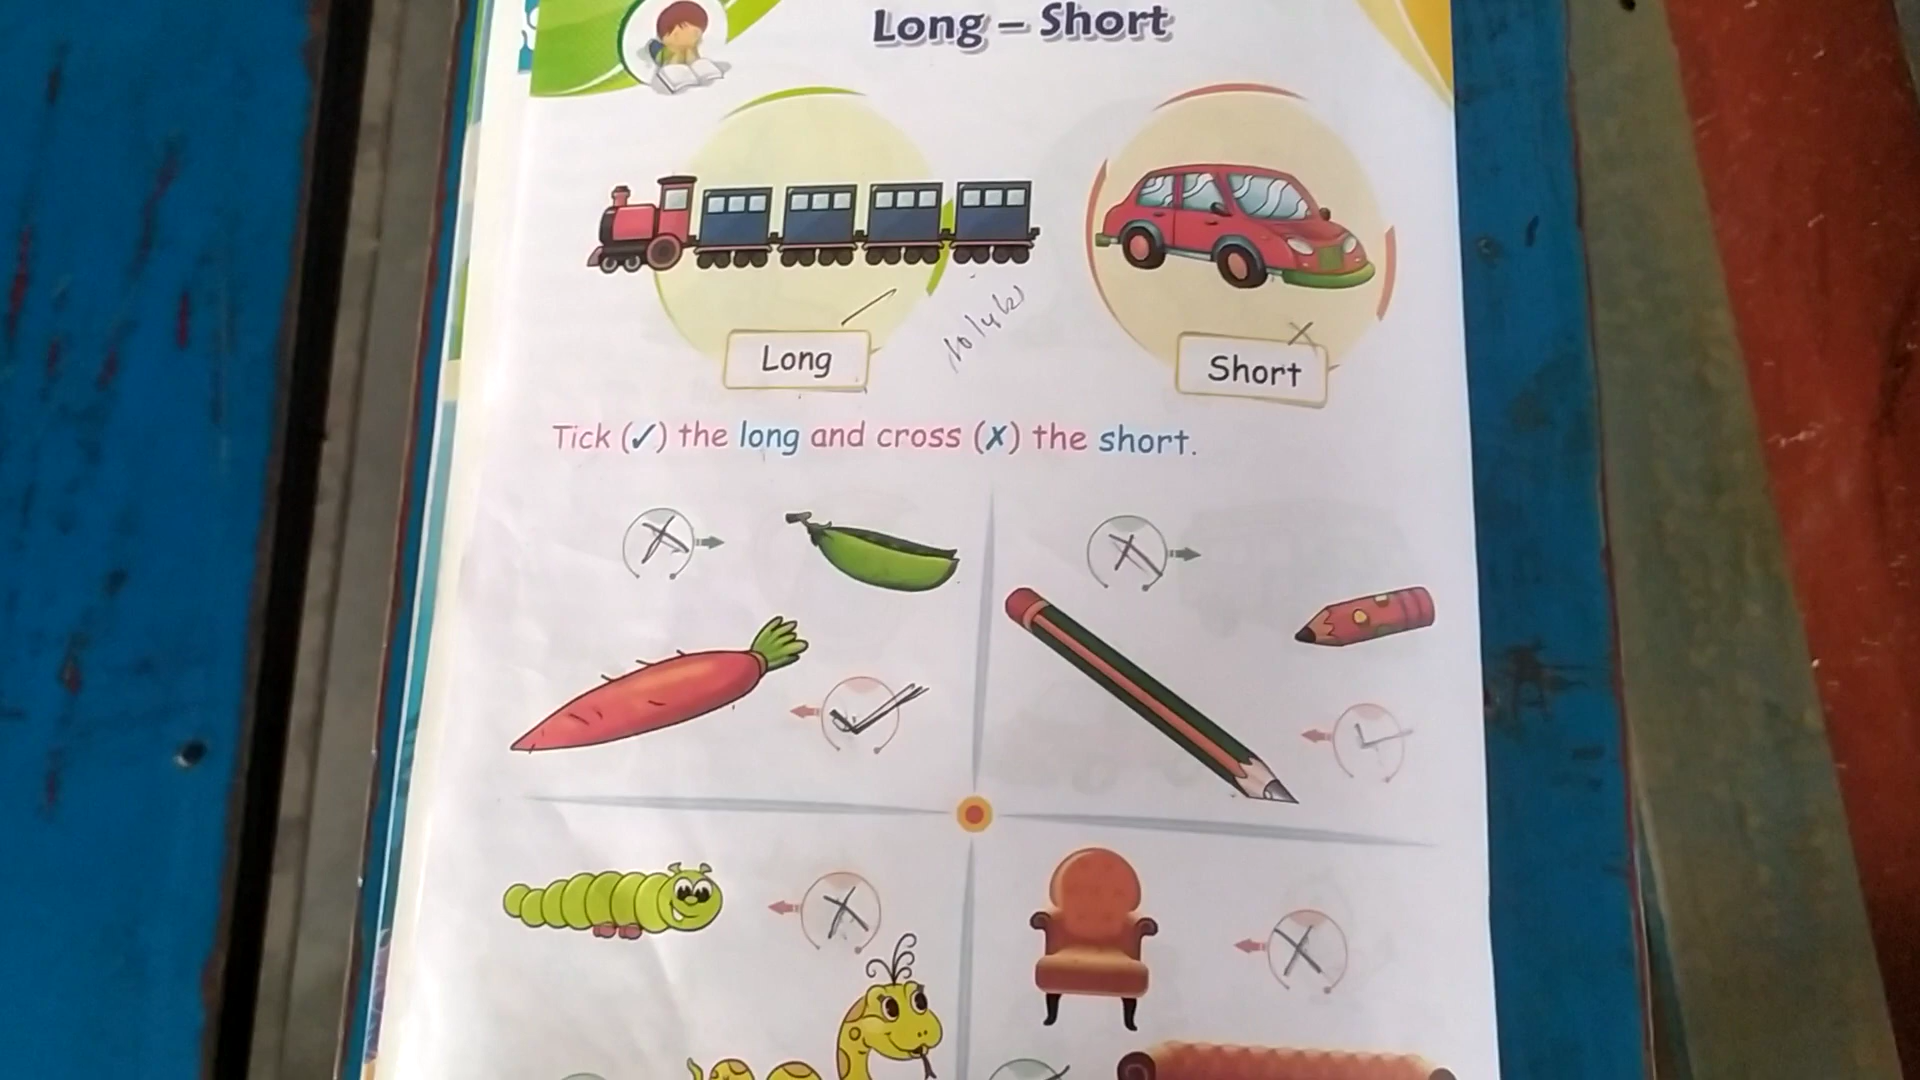 Long – Short
Long
Short
Tick (✓) the long and cross (✗) the short.